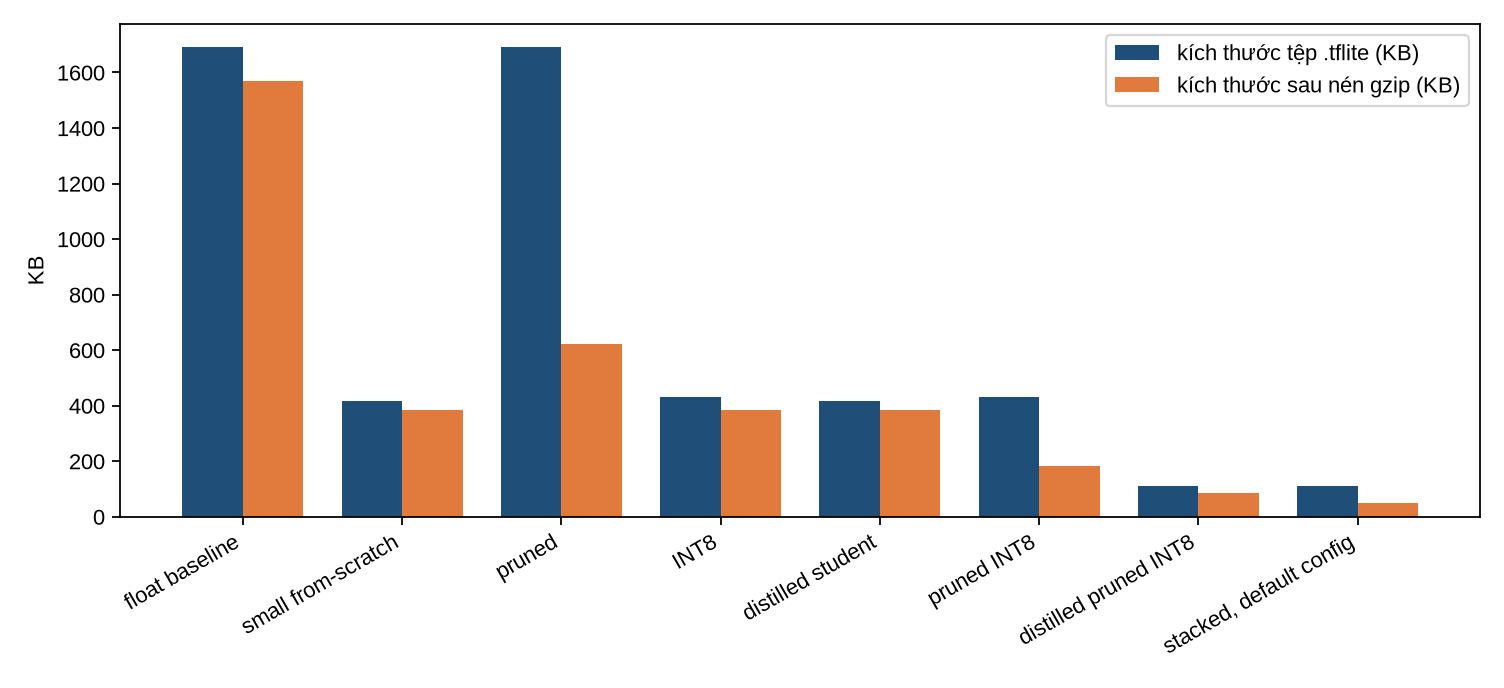 kích thước tệp .tflite (KB)
kích thước sau nén gzip (KB)
KB
1600
1400
1200
1000
800
600
400
200
0
float baseline
small from-scratch
pruned
INT8
distilled student
pruned INT8
distilled pruned INT8
stacked, default config